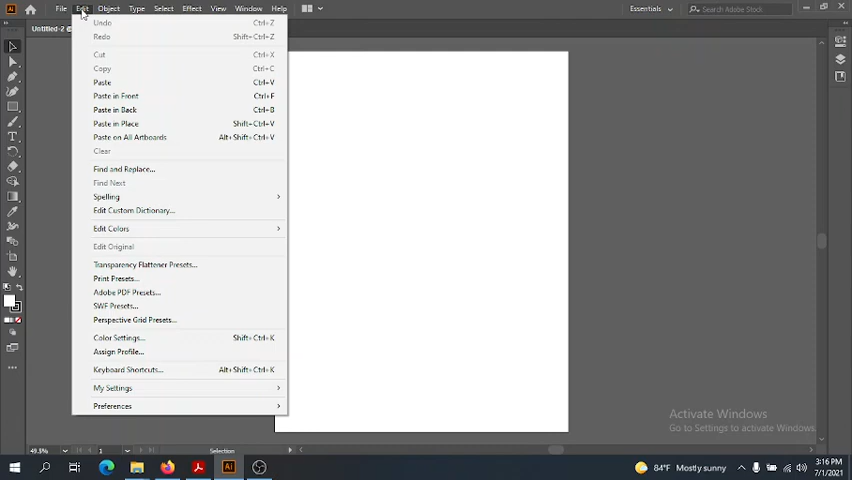 Ai File Edit Object Type Select Effect View Window Help Essentials Search Adobe Stock
Untitled-2 @
Undo Ctrl+Z
Redo Shift+Ctrl+Z
Cut Ctrl+X
Copy Ctrl+C
Paste Ctrl+V
Paste in Front Ctrl+F
Paste in Back Ctrl+B
Paste in Place Shift+Ctrl+V
Paste on All Artboards Alt+Shift+Ctrl+V
Clear
Find and Replace...
Find Next
Spelling
Edit Custom Dictionary...
Edit Colors
Edit Original
Transparency Flattener Presets...
Print Presets...
Adobe PDF Presets...
SWF Presets...
Perspective Grid Presets...
Color Settings... Shift+Ctrl+K
Assign Profile...
Keyboard Shortcuts... Alt+Shift+Ctrl+K
My Settings
Preferences
Activate Windows
Go to Settings to activate Windows.
49.5% 1 Selection
Ai 84°F Mostly sunny 3:16 PM
7/1/2021